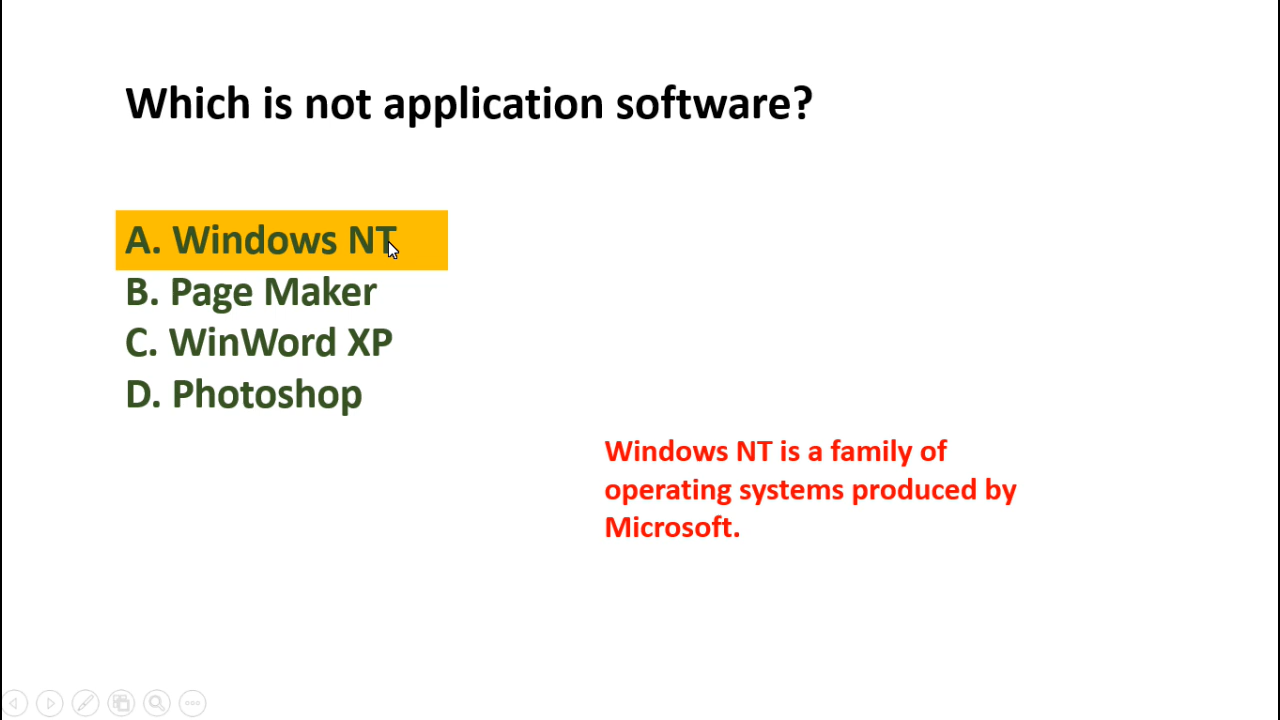 Which is not application software?
A. Windows NT
B. Page Maker
C. WinWord XP
D. Photoshop
Windows NT is a family of
operating systems produced by
Microsoft.